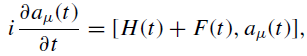 i ∂a_μ(t)/∂t = [H(t) + F(t), a_μ(t)],